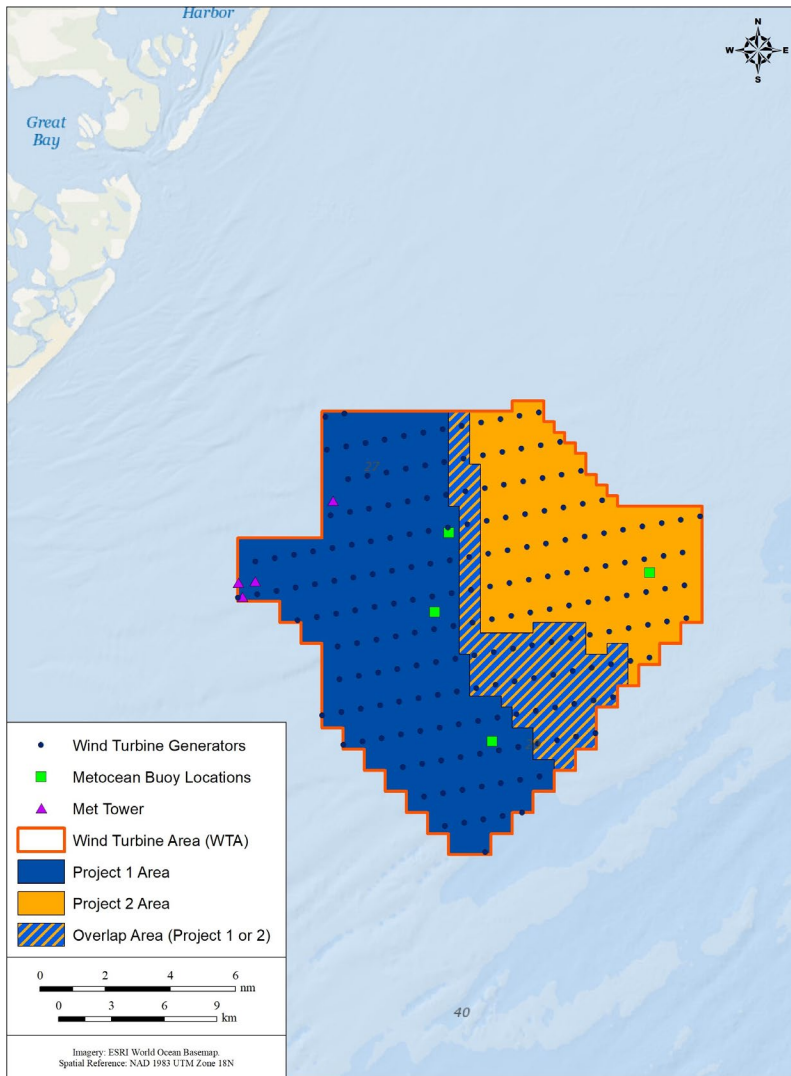 Harbor
Great
Bay
N
W E
S
27
Wind Turbine Generators
Metocean Buoy Locations
Met Tower
Wind Turbine Area (WTA)
Project 1 Area
Project 2 Area
Overlap Area (Project 1 or 2)
0 2 4 6
nm
0 3 6 9
km
40
Imagery: ESRI World Ocean Basemap.
Spatial Reference: NAD 1983 UTM Zone 18N